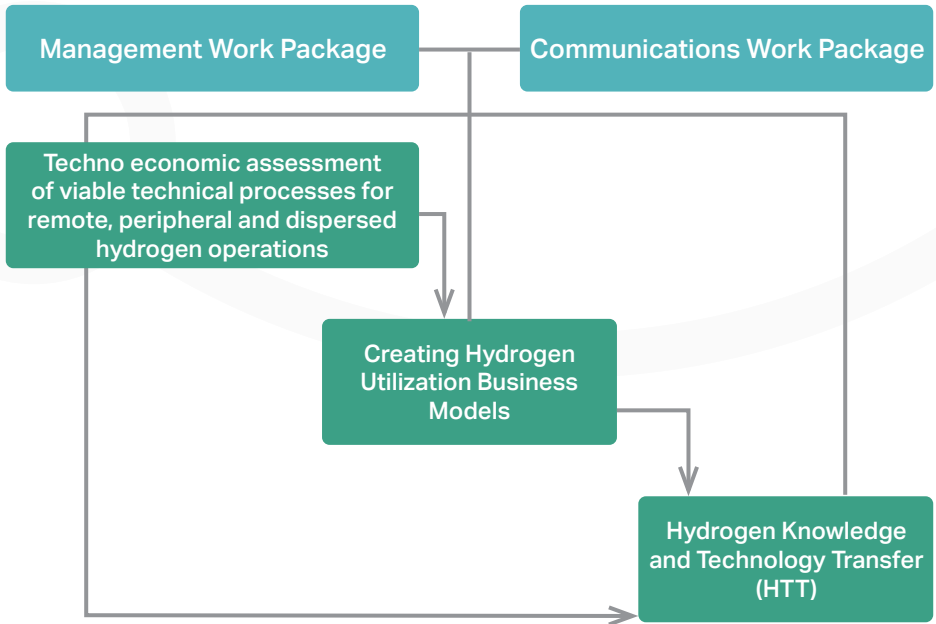 Management Work Package
Communications Work Package
Techno economic assessment
of viable technical processes for
remote, peripheral and dispersed
hydrogen operations
Creating Hydrogen
Utilization Business
Models
Hydrogen Knowledge
and Technology Transfer
(HTT)